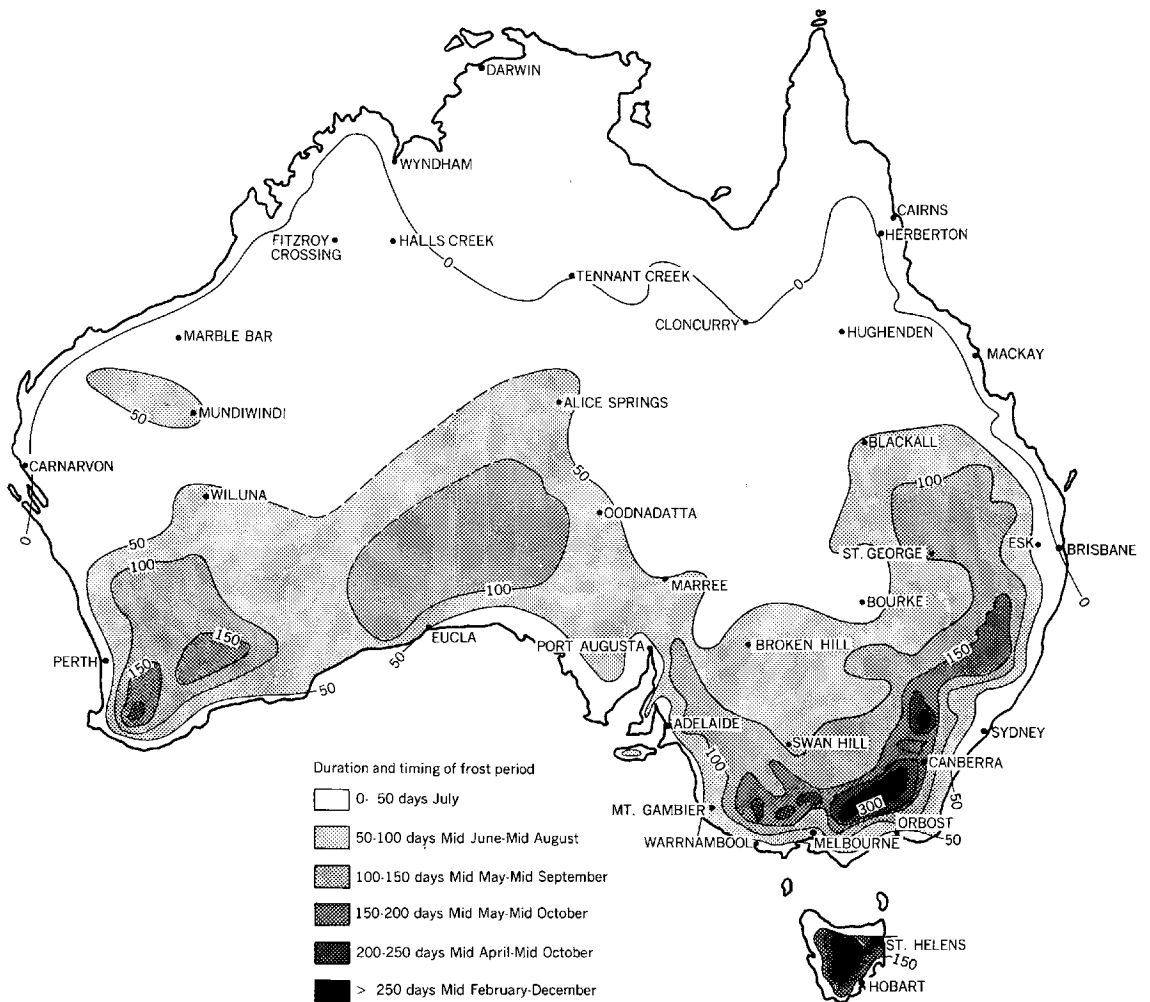 DARWIN
WYNDHAM
CAIRNS
FITZROY
CROSSING
HALLS CREEK
HERBERTON
0
TENNANT CREEK
0
CLONCURRY
HUGHENDEN
MARBLE BAR
MACKAY
50
MUNDIWINDI
ALICE SPRINGS
BLACKALL
CARNARVON
50
100
WILUNA
OODNADATTA
0
50
100
ST. GEORGE
ESK
BRISBANE
MARREE
100
BOURKE
0
150
EUCLA
PORT AUGUSTA
BROKEN HILL
150
PERTH
150
50
50
ADELAIDE
SYDNEY
100
SWAN HILL
CANBERRA
Duration and timing of frost period
0- 50 days July
50
MT. GAMBIER
300
ORBOST
50-100 days Mid June-Mid August
WARRNAMBOOL
MELBOURNE
50
100-150 days Mid May-Mid September
150-200 days Mid May-Mid October
200-250 days Mid April-Mid October
ST. HELENS
150
> 250 days Mid February-December
HOBART